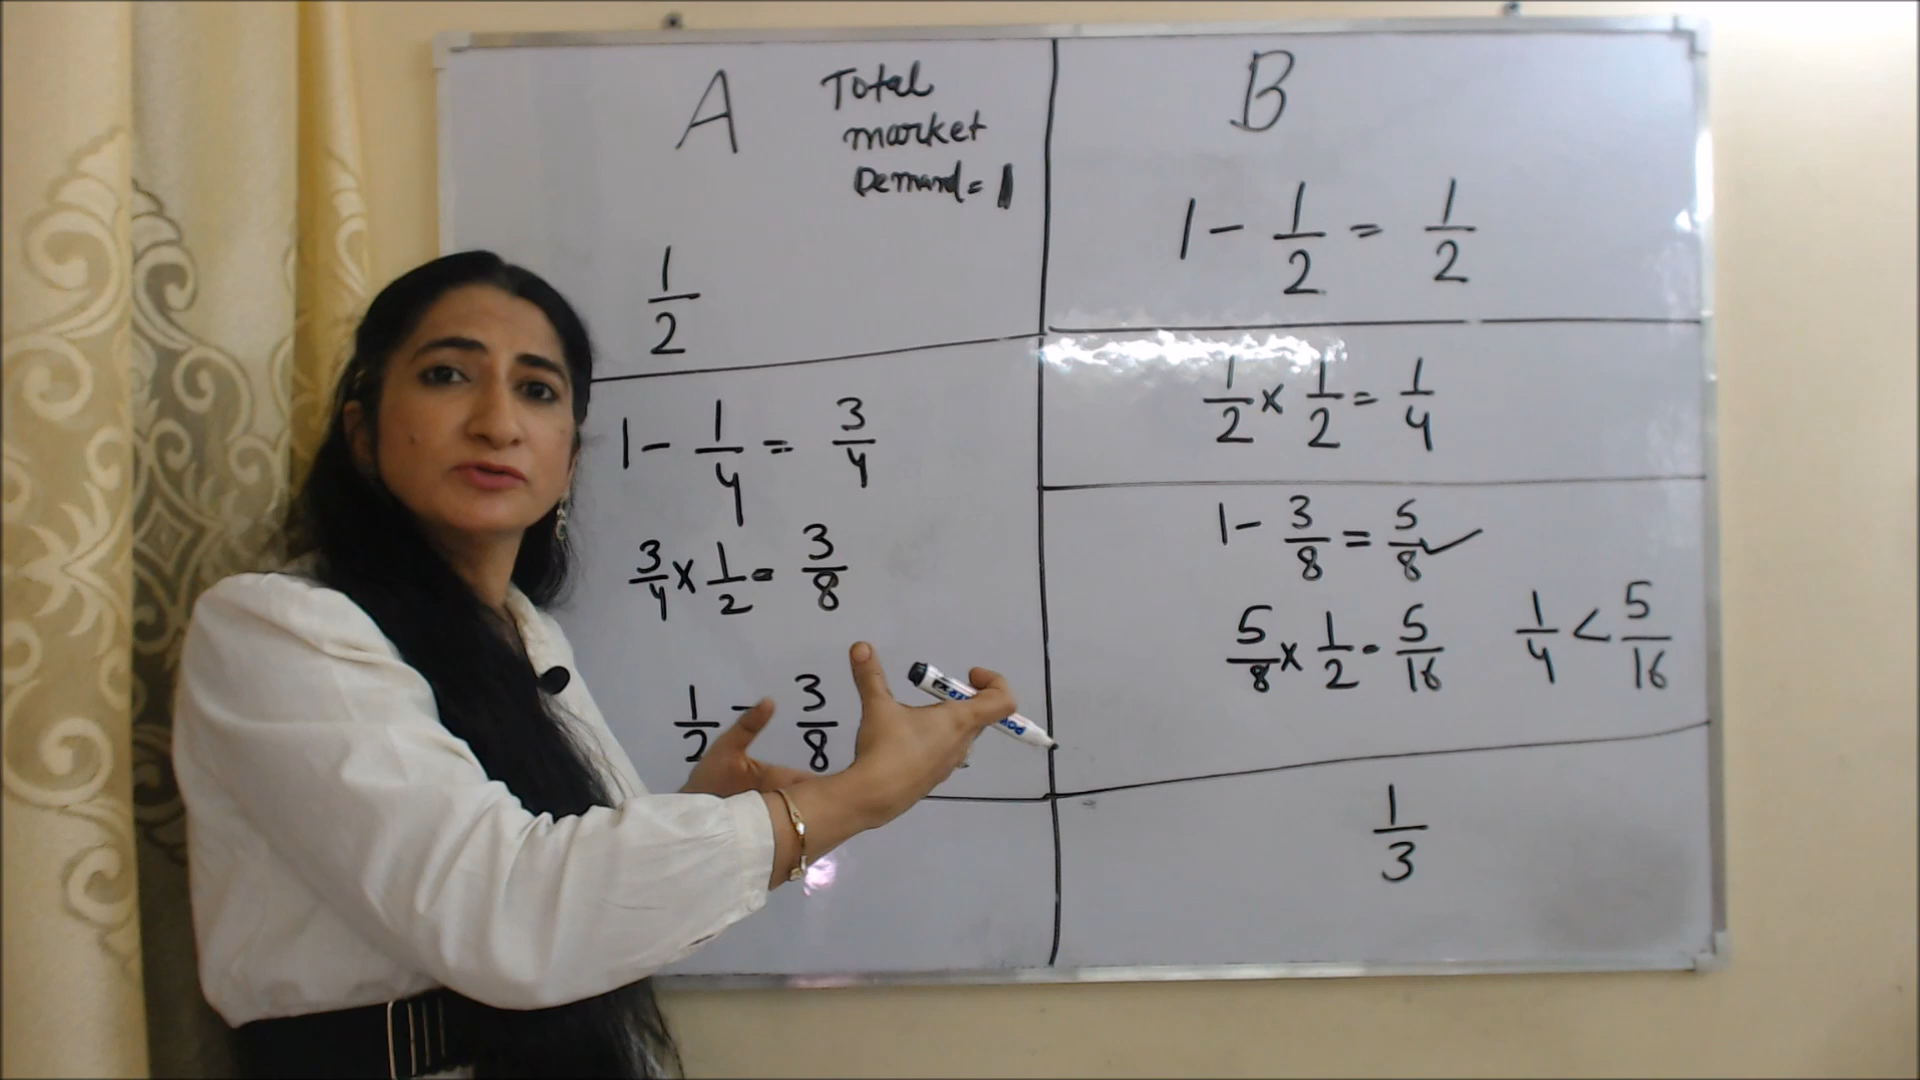 A
Total
market
Demand = 1
1/2
1 - 1/4 = 3/4
3/4 x 1/2 = 3/8
1/2 - 3/8
B
1 - 1/2 = 1/2
1/2 x 1/2 = 1/4
1 - 3/8 = 5/8 ✓
5/8 x 1/2 = 5/16
1/4 < 5/16
1/3